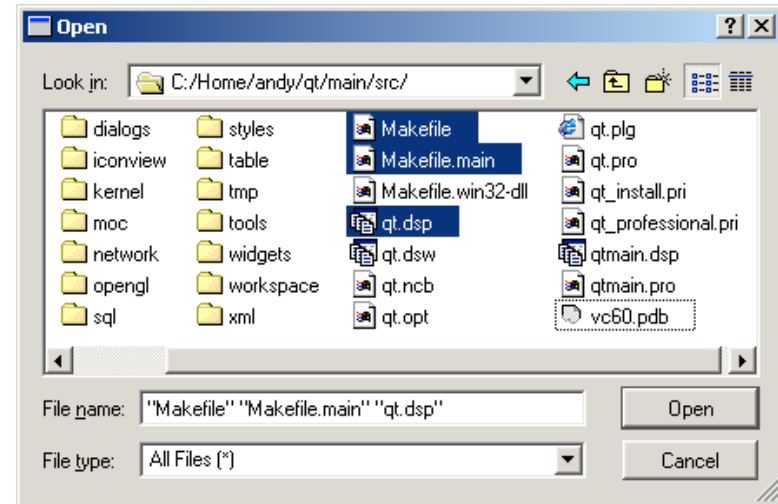 Open
Look in: C:/Home/andy/qt/main/src/
dialogs styles Makefile qt.plg
iconview table Makefile.main qt.pro
kernel tmp Makefile.win32-dll qt_install.pri
moc tools qt.dsp qt_professional.pri
network widgets qt.dsw qtmain.dsp
opengl workspace qt.ncb qtmain.pro
sql xml qt.opt vc60.pdb
File name: "Makefile" "Makefile.main" "qt.dsp" Open
File type: All Files (*) Cancel